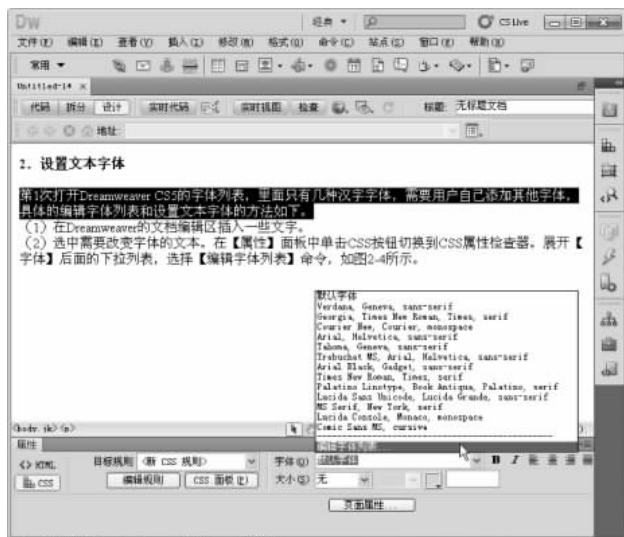 Dw 经典 CS Live
文件(F) 编辑(E) 查看(V) 插入(I) 修改(M) 格式(O) 命令(C) 站点(S) 窗口(W) 帮助(H)
常用
Untitled-1* ×
代码 拆分 设计 实时代码 实时视图 检查 标题: 无标题文档
地址:
2. 设置文本字体
第1次打开Dreamweaver CS5的字体列表，里面只有几种汉字字体，需要用户自己添加其他字体，
具体的编辑字体列表和设置文本字体的方法如下。
（1）在Dreamweaver的文档编辑区插入一些文字。
（2）选中需要改变字体的文本。在【属性】面板中单击CSS按钮切换到CSS属性检查器。展开【
字体】后面的下拉列表，选择【编辑字体列表】命令，如图2-4所示。
默认字体
Verdana, Geneva, sans-serif
Georgia, Times New Roman, Times, serif
Courier New, Courier, monospace
Arial, Helvetica, sans-serif
Tahoma, Geneva, sans-serif
Trebuchet MS, Arial, Helvetica, sans-serif
Arial Black, Gadget, sans-serif
Times New Roman, Times, serif
Palatino Linotype, Book Antiqua, Palatino, serif
Lucida Sans Unicode, Lucida Grande, sans-serif
MS Serif, New York, serif
Lucida Console, Monaco, monospace
Comic Sans MS, cursive
编辑字体列表...
<body.jk> <p>
属性
<> HTML 目标规则 <新 CSS 规则> 字体(O) B I
CSS 编辑规则 CSS 面板(P) 大小(S) 无
页面属性...